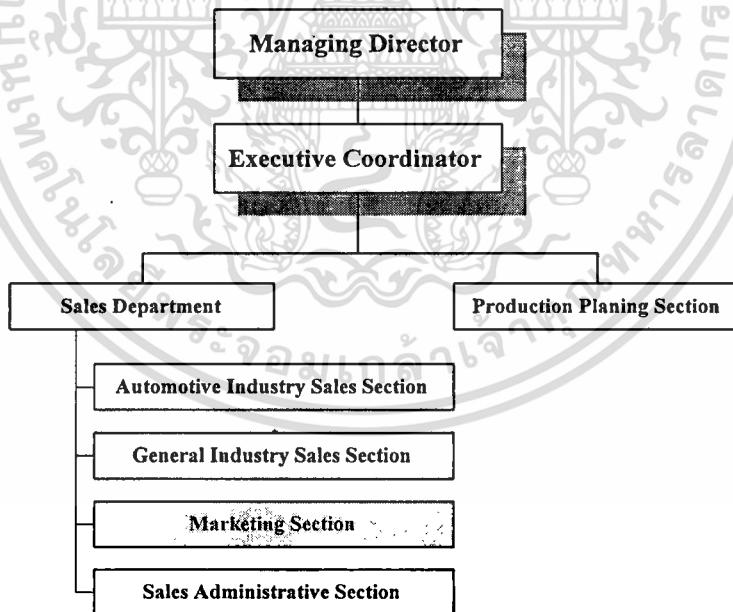 Managing Director
Executive Coordinator
Sales Department
Production Planing Section
Automotive Industry Sales Section
General Industry Sales Section
Marketing Section
Sales Administrative Section